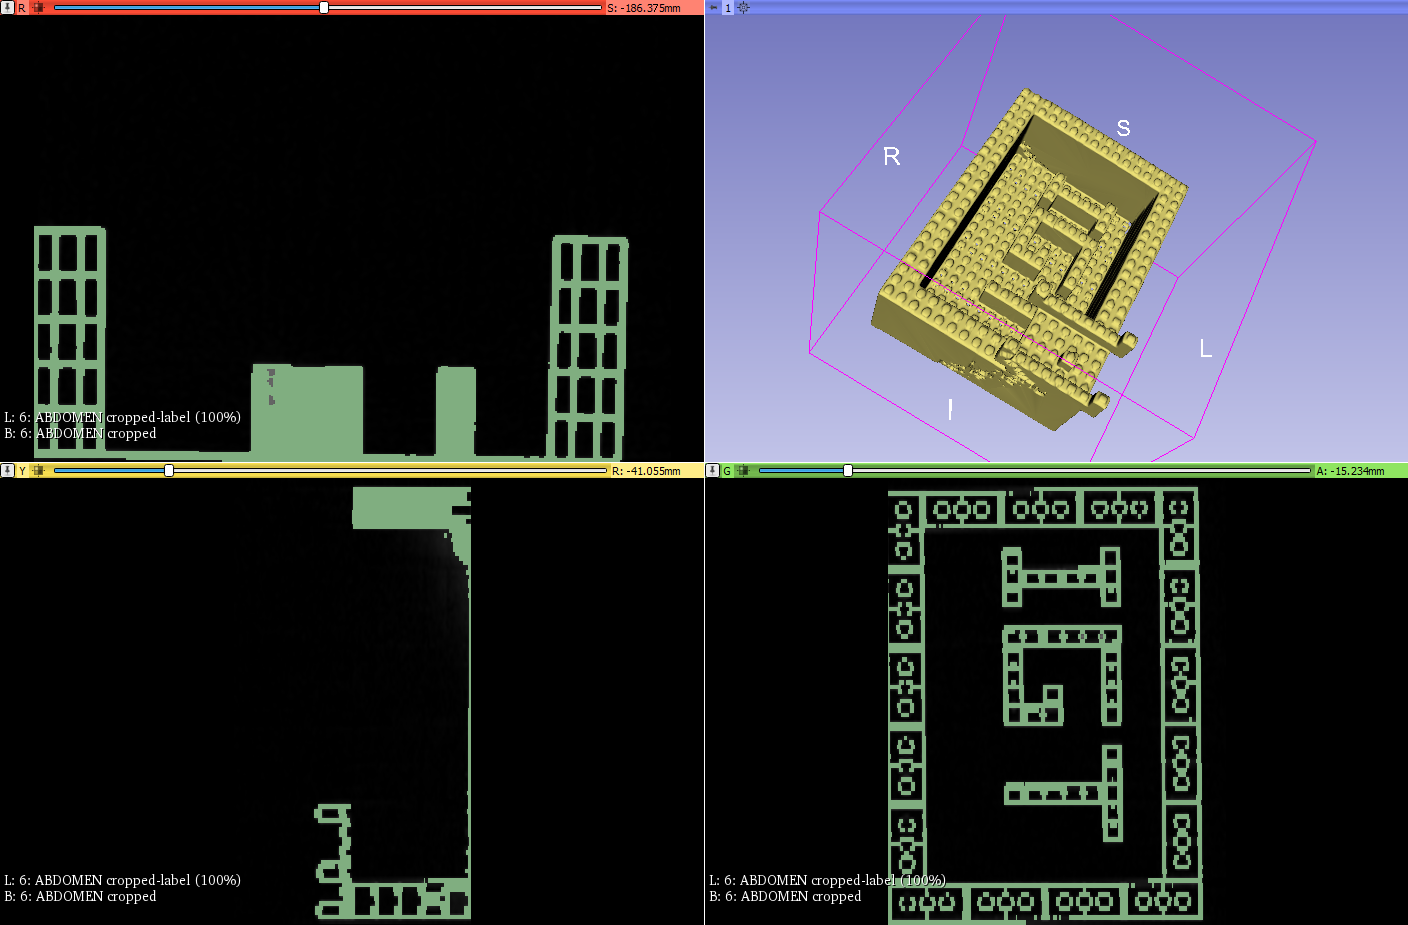 R
S: -186.375mm
L: 6: ABDOMEN cropped-label (100%)
B: 6: ABDOMEN cropped
1
S
R
L
I
Y
R: -41.055mm
L: 6: ABDOMEN cropped-label (100%)
B: 6: ABDOMEN cropped
G
A: -15.234mm
IGT
L: 6: ABDOMEN cropped-label (100%)
B: 6: ABDOMEN cropped